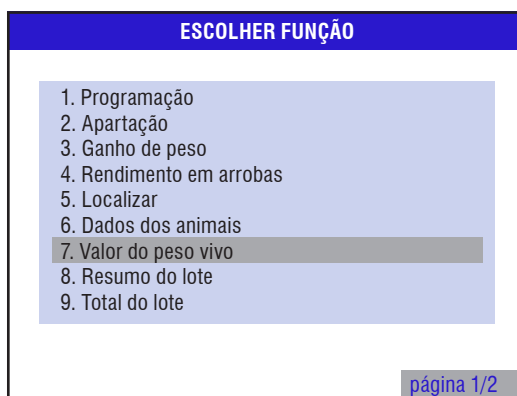 ESCOLHER FUNÇÃO
1. Programação
2. Apartação
3. Ganho de peso
4. Rendimento em arrobas
5. Localizar
6. Dados dos animais
7. Valor do peso vivo
8. Resumo do lote
9. Total do lote
página 1/2